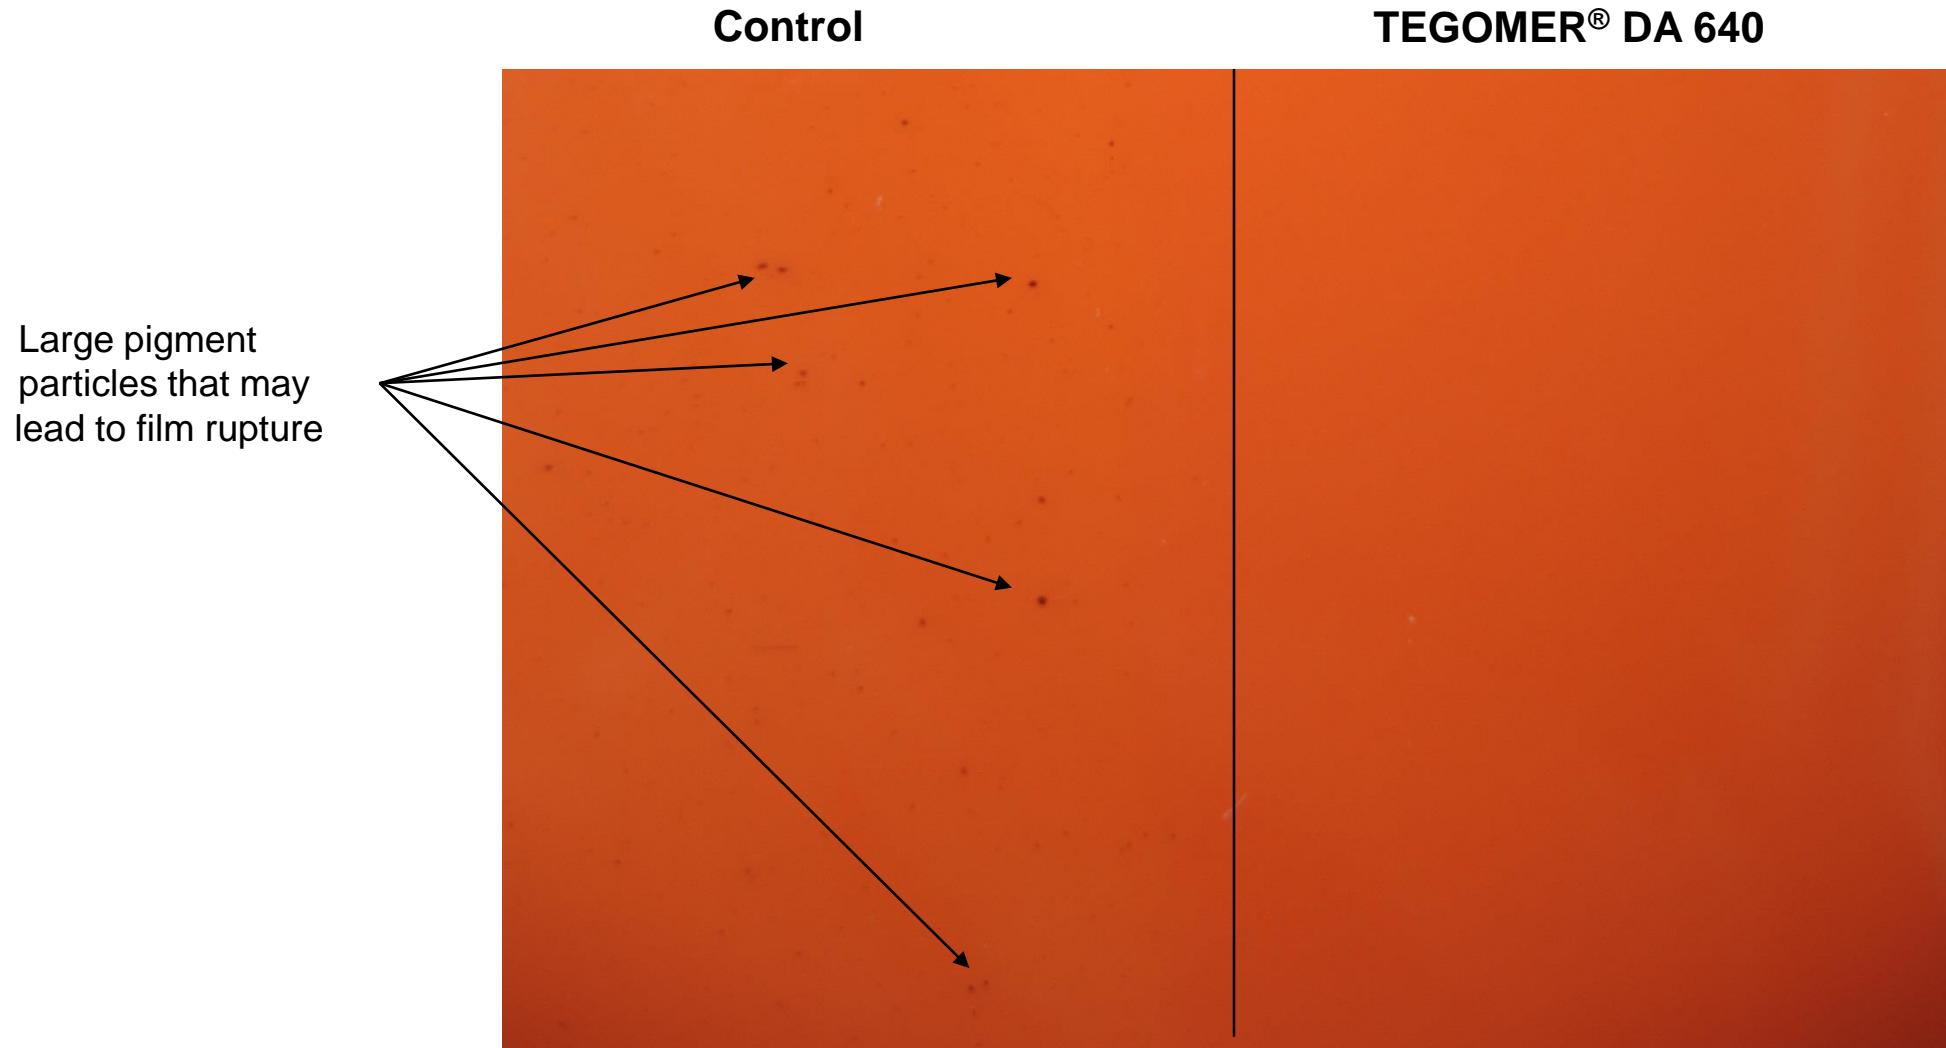 Control
TEGOMER® DA 640
Large pigment
particles that may
lead to film rupture